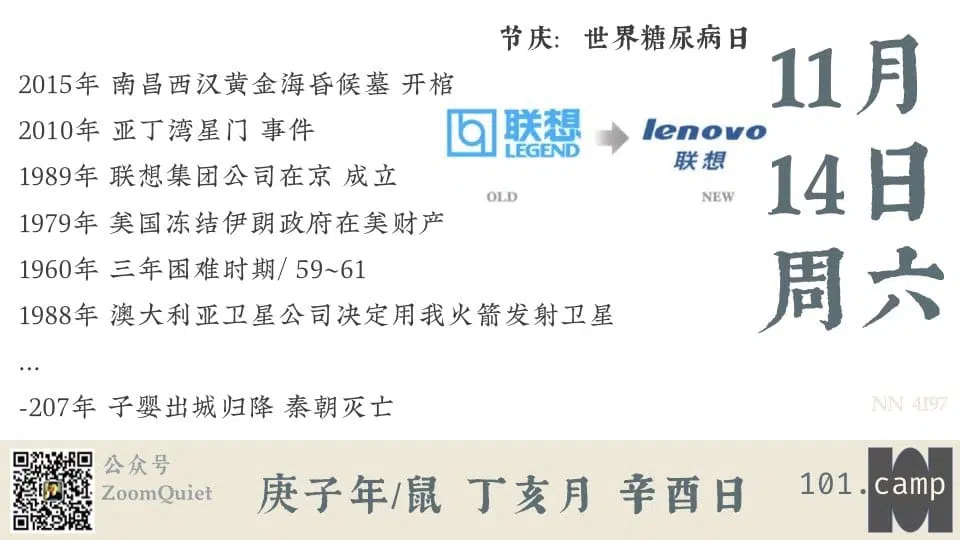 节庆: 世界糖尿病日
11月
14日
周六
2015年 南昌西汉黄金海昏候墓 开棺
2010年 亚丁湾星门 事件
1989年 联想集团公司在京 成立
1979年 美国冻结伊朗政府在美财产
1960年 三年困难时期/ 59~61
1988年 澳大利亚卫星公司决定用我火箭发射卫星
...
-207年 子婴出城归降 秦朝灭亡
联想
LEGEND
OLD
lenovo
联想
NEW
NN 4197
公众号
ZoomQuiet
庚子年/鼠 丁亥月 辛酉日
101.camp